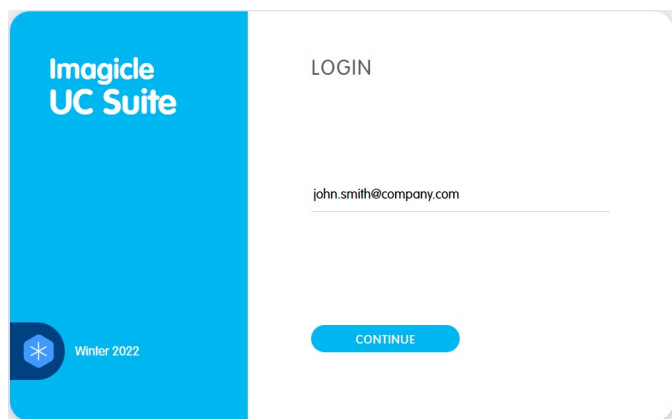 Imagicle
UC Suite
Winter 2022
LOGIN
john.smith@company.com
CONTINUE